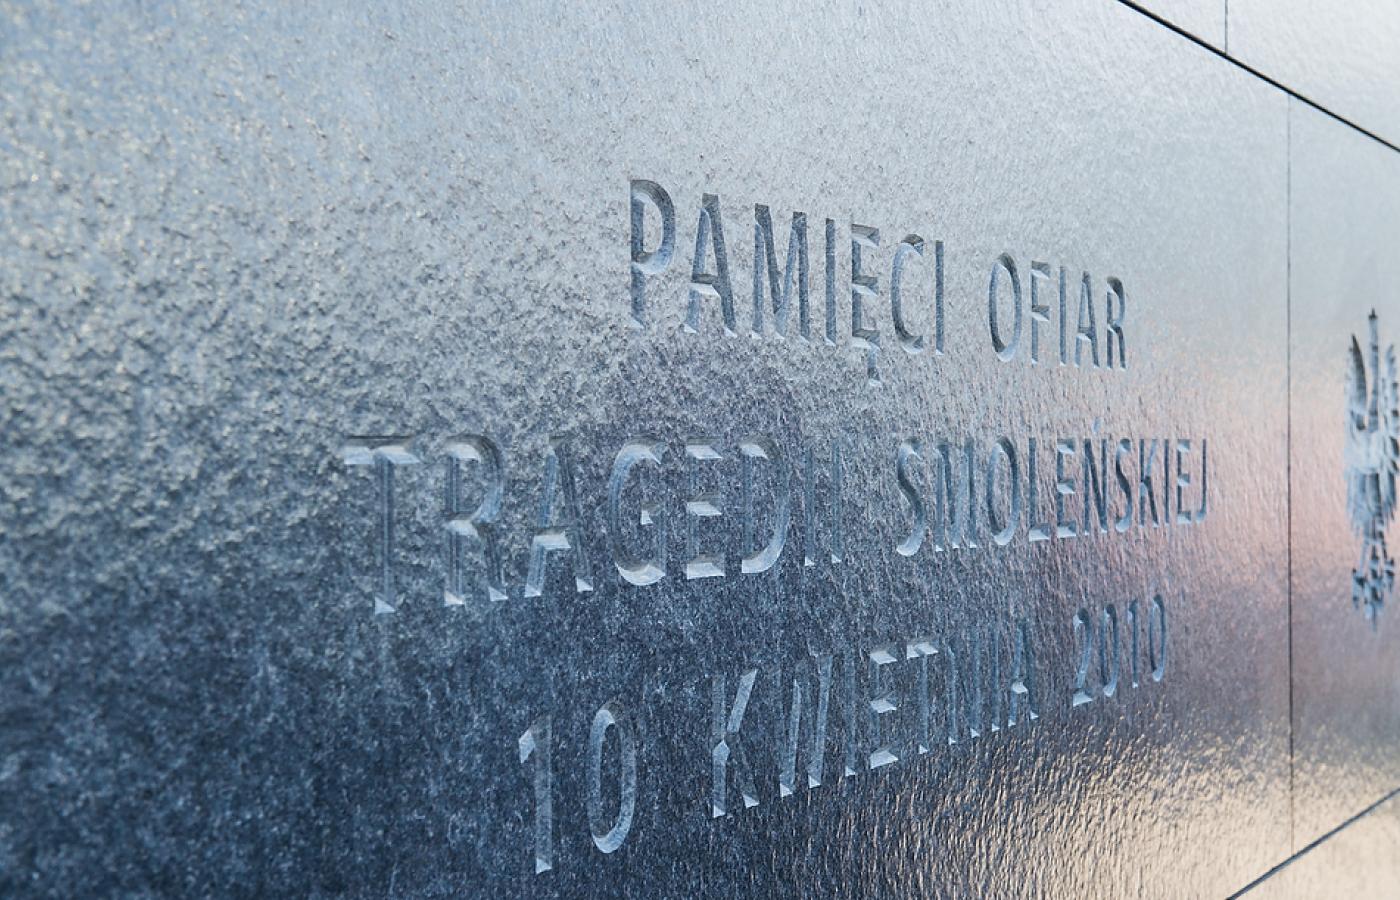 PAMIĘCI OFIAR
TRAGEDII SMOLEŃSKIEJ
10 KWIETNIA 2010